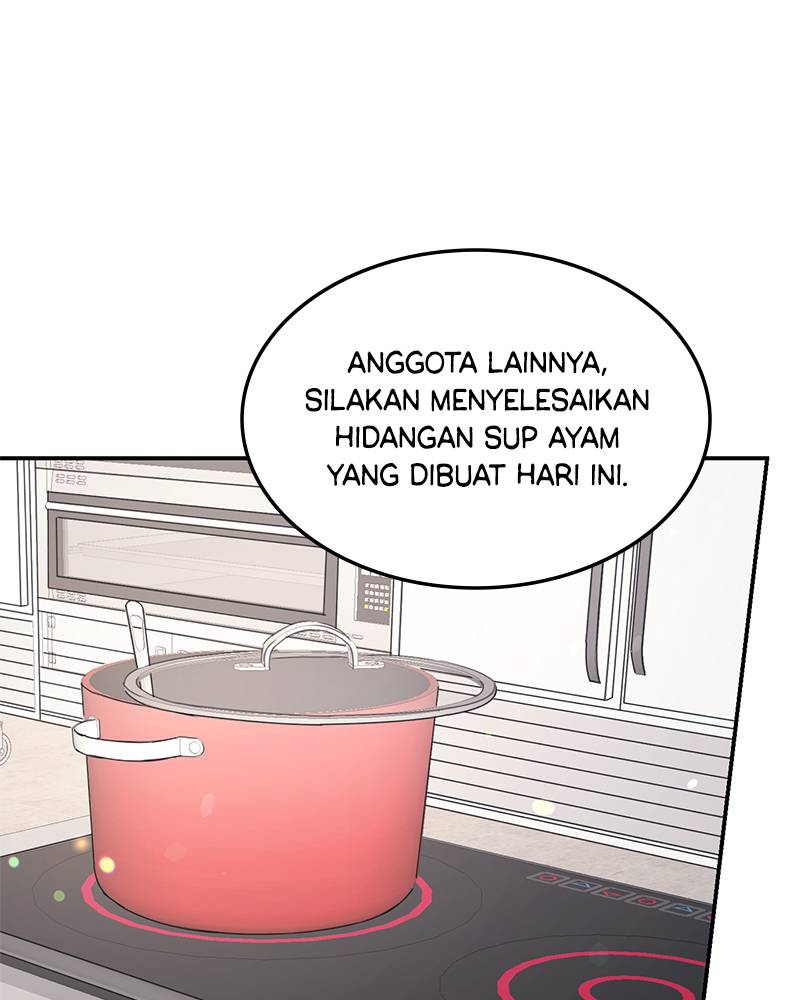 ANGGOTA LAINNYA,
SILAKAN MENYELESAIKAN
HIDANGAN SUP AYAM
YANG DIBUAT HARI INI.